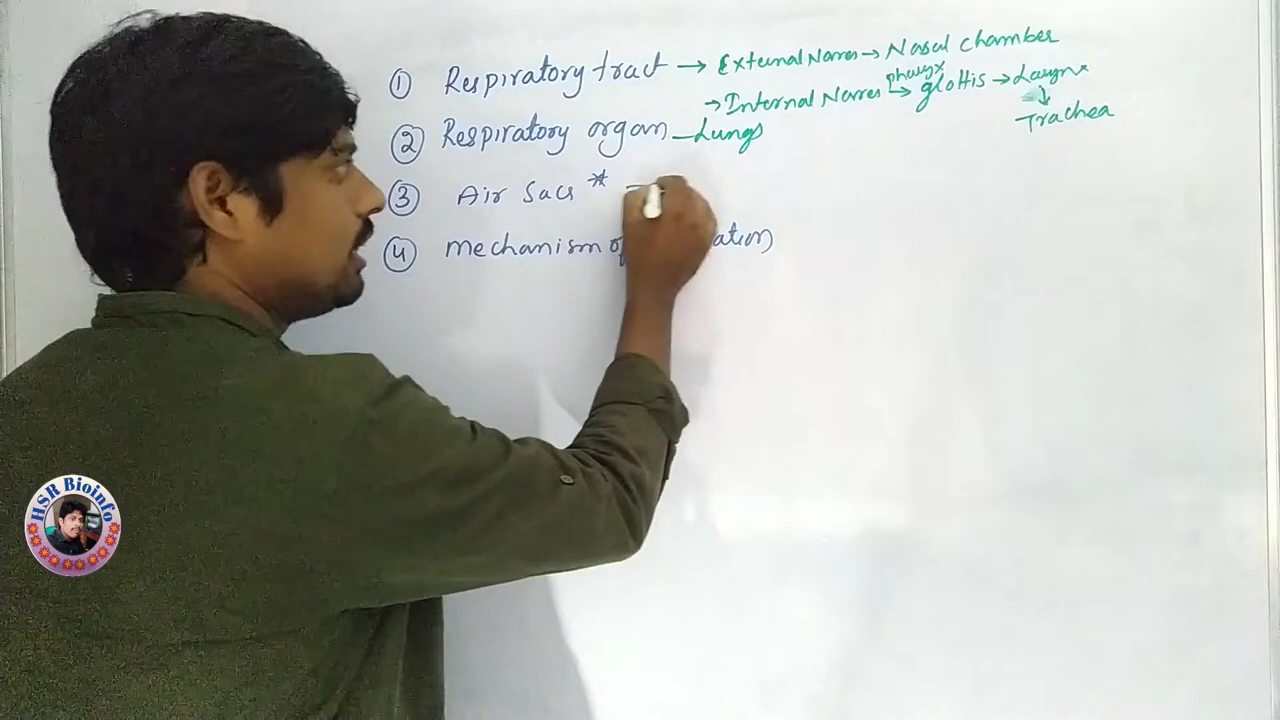 ① Respiratory tract → External Nares → Nasal chamber
→ Internal Nares pharyx → glottis → Larynx
↓
Trachea
② Respiratory organ - Lungs
③ Air Sacs * -
④ mechanism of ation
HSR Bioinfo